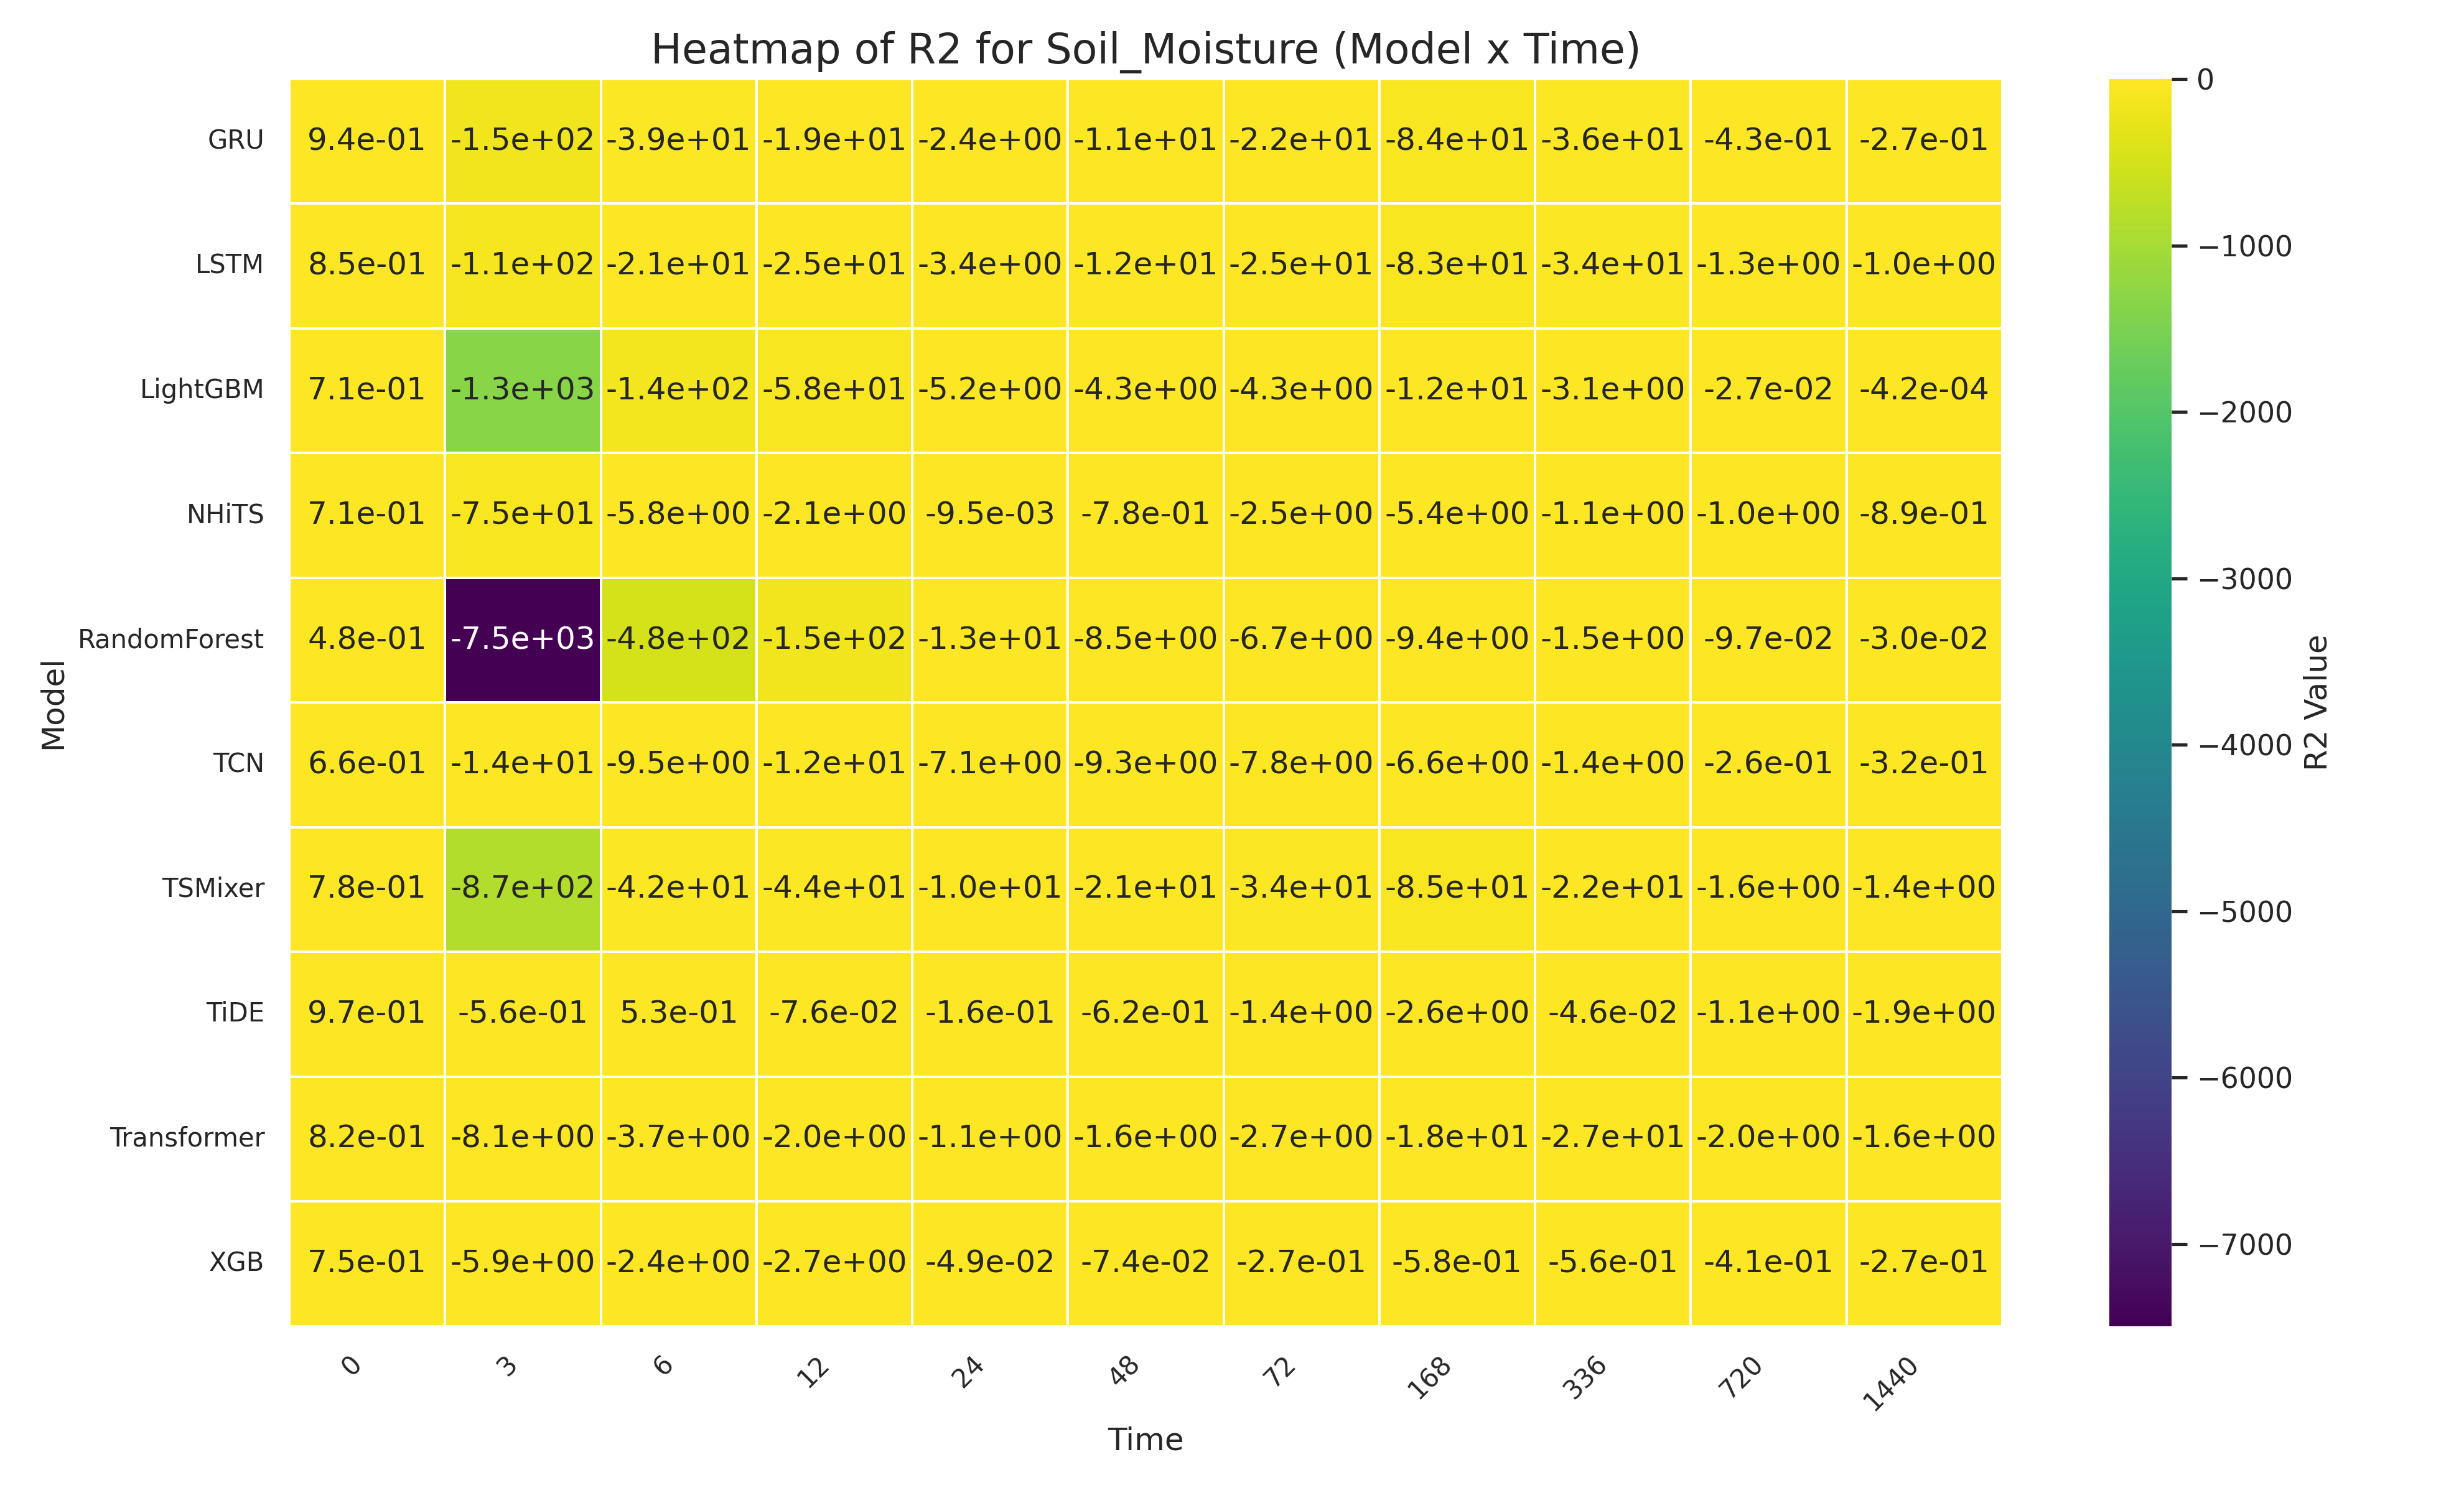 Heatmap of R2 for Soil_Moisture (Model x Time)
GRU 9.4e-01 -1.5e+02 -3.9e+01 -1.9e+01 -2.4e+00 -1.1e+01 -2.2e+01 -8.4e+01 -3.6e+01 -4.3e-01 -2.7e-01
LSTM 8.5e-01 -1.1e+02 -2.1e+01 -2.5e+01 -3.4e+00 -1.2e+01 -2.5e+01 -8.3e+01 -3.4e+01 -1.3e+00 -1.0e+00
LightGBM 7.1e-01 -1.3e+03 -1.4e+02 -5.8e+01 -5.2e+00 -4.3e+00 -4.3e+00 -1.2e+01 -3.1e+00 -2.7e-02 -4.2e-04
NHiTS 7.1e-01 -7.5e+01 -5.8e+00 -2.1e+00 -9.5e-03 -7.8e-01 -2.5e+00 -5.4e+00 -1.1e+00 -1.0e+00 -8.9e-01
RandomForest 4.8e-01 -7.5e+03 -4.8e+02 -1.5e+02 -1.3e+01 -8.5e+00 -6.7e+00 -9.4e+00 -1.5e+00 -9.7e-02 -3.0e-02
TCN 6.6e-01 -1.4e+01 -9.5e+00 -1.2e+01 -7.1e+00 -9.3e+00 -7.8e+00 -6.6e+00 -1.4e+00 -2.6e-01 -3.2e-01
TSMixer 7.8e-01 -8.7e+02 -4.2e+01 -4.4e+01 -1.0e+01 -2.1e+01 -3.4e+01 -8.5e+01 -2.2e+01 -1.6e+00 -1.4e+00
TiDE 9.7e-01 -5.6e-01 5.3e-01 -7.6e-02 -1.6e-01 -6.2e-01 -1.4e+00 -2.6e+00 -4.6e-02 -1.1e+00 -1.9e+00
Transformer 8.2e-01 -8.1e+00 -3.7e+00 -2.0e+00 -1.1e+00 -1.6e+00 -2.7e+00 -1.8e+01 -2.7e+01 -2.0e+00 -1.6e+00
XGB 7.5e-01 -5.9e+00 -2.4e+00 -2.7e+00 -4.9e-02 -7.4e-02 -2.7e-01 -5.8e-01 -5.6e-01 -4.1e-01 -2.7e-01
0 3 6 12 24 48 72 168 336 720 1440
Time
Model
0
−1000
−2000
−3000
−4000
−5000
−6000
−7000
R2 Value